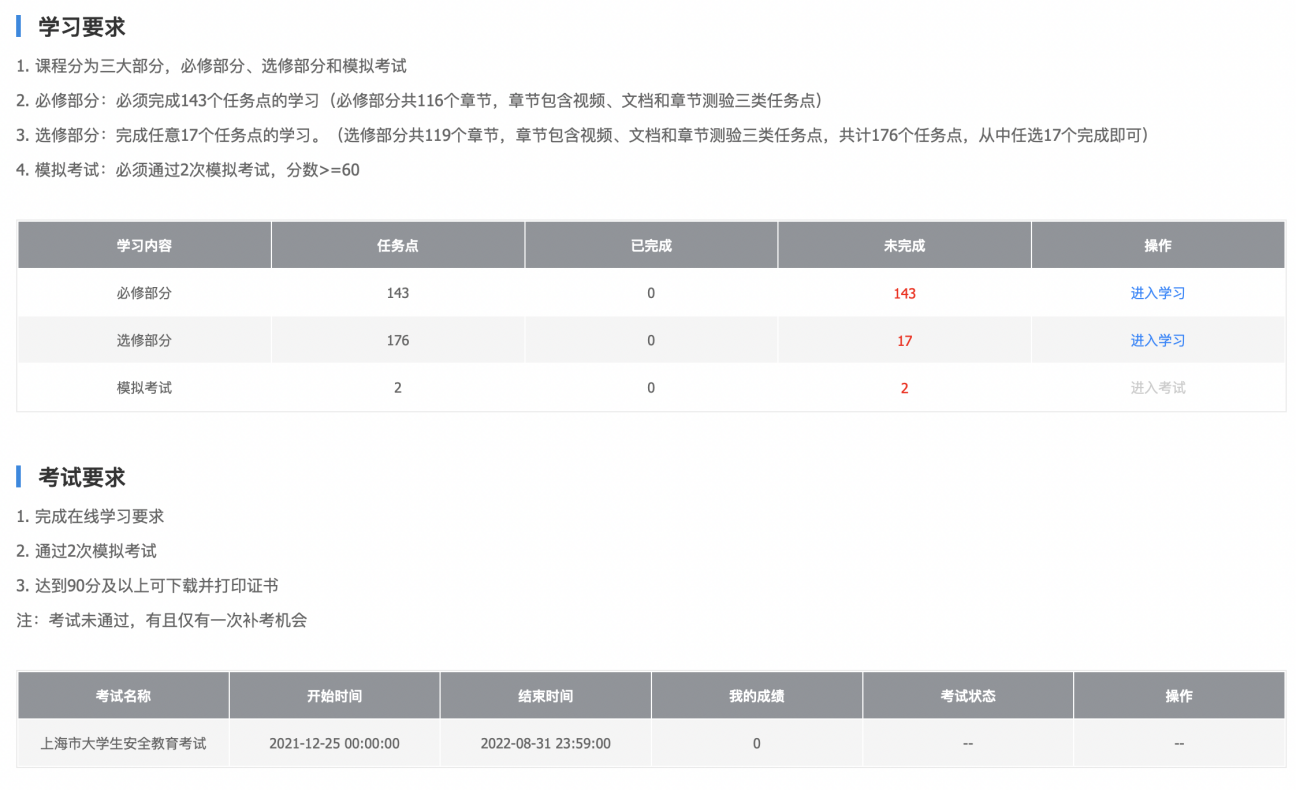 学习要求
1. 课程分为三大部分，必修部分、选修部分和模拟考试
2. 必修部分：必须完成143个任务点的学习（必修部分共116个章节，章节包含视频、文档和章节测验三类任务点）
3. 选修部分：完成任意17个任务点的学习。（选修部分共119个章节，章节包含视频、文档和章节测验三类任务点，共计176个任务点，从中任选17个完成即可）
4. 模拟考试：必须通过2次模拟考试，分数>=60
学习内容 任务点 已完成 未完成 操作
必修部分 143 0 143 进入学习
选修部分 176 0 17 进入学习
模拟考试 2 0 2 进入考试
考试要求
1. 完成在线学习要求
2. 通过2次模拟考试
3. 达到90分及以上可下载并打印证书
注：考试未通过，有且仅有一次补考机会
考试名称 开始时间 结束时间 我的成绩 考试状态 操作
上海市大学生安全教育考试 2021-12-25 00:00:00 2022-08-31 23:59:00 0 -- --